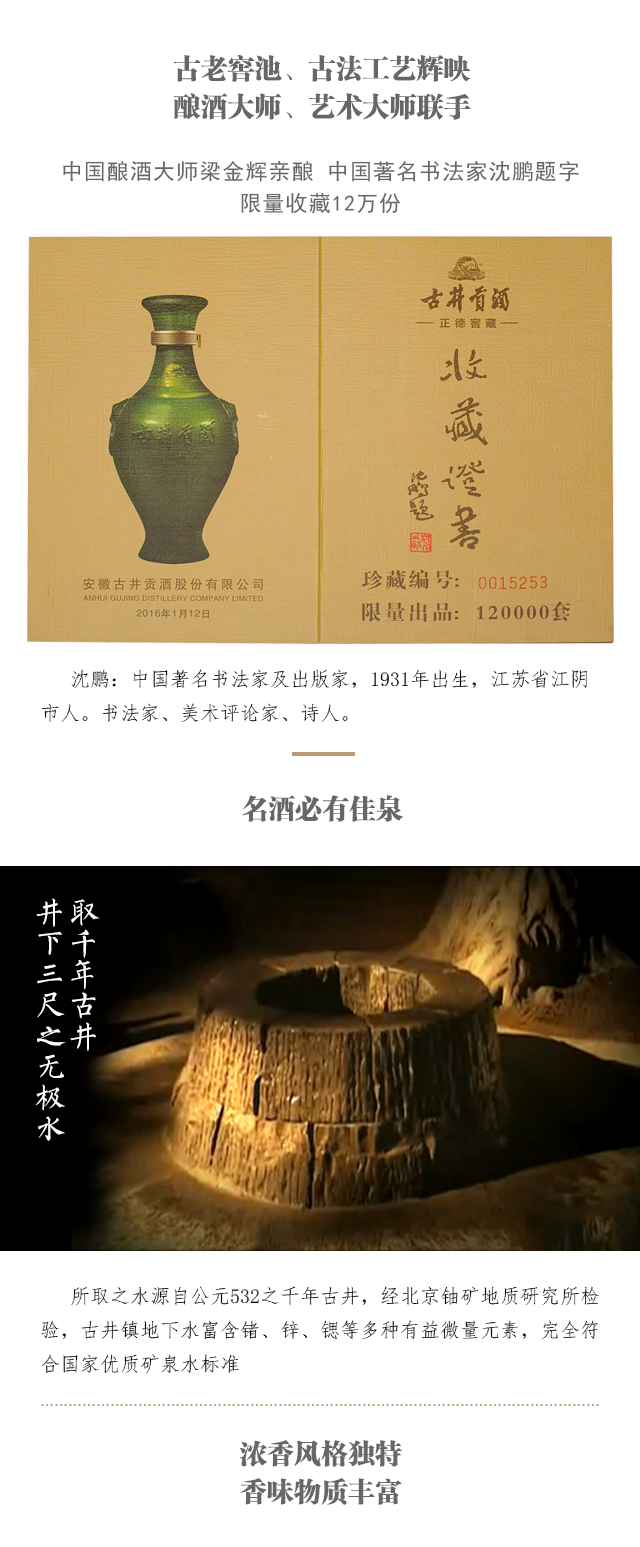 古老窖池、古法工艺辉映
酿酒大师、艺术大师联手
中国酿酒大师梁金辉亲酿 中国著名书法家沈鹏题字
限量收藏12万份
古井贡酒
安徽古井贡酒股份有限公司
ANHUI GUJING DISTILLERY COMPANY LIMITED
2016年1月12日
古井贡酒
正德窖藏
收藏證书
沈鹏题
珍藏编号: 0015253
限量出品: 120000套
沈鹏：中国著名书法家及出版家，1931年出生，江苏省江阴
市人。书法家、美术评论家、诗人。
名酒必有佳泉
取千年古井
井下三尺之无极水
所取之水源自公元532之千年古井，经北京铀矿地质研究所检
验，古井镇地下水富含锗、锌、锶等多种有益微量元素，完全符
合国家优质矿泉水标准
浓香风格独特
香味物质丰富